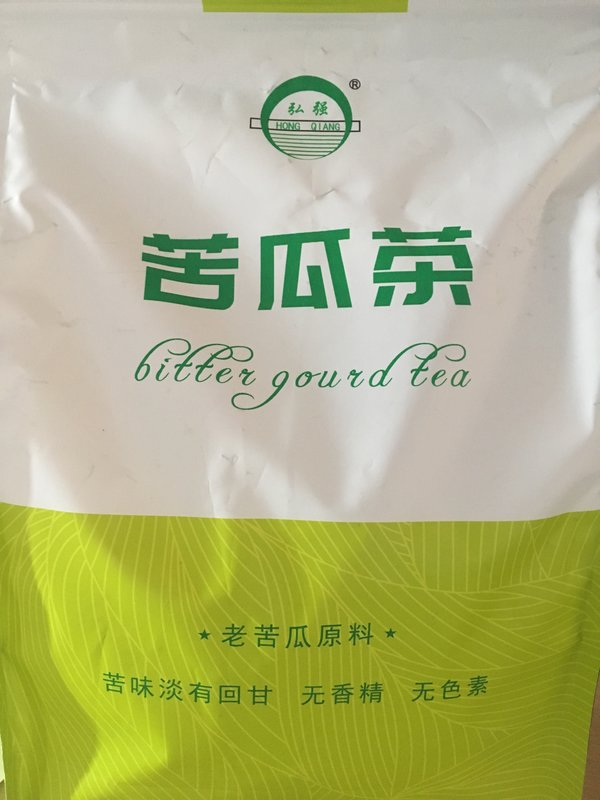 ®
弘强
HONG QIANG
苦瓜茶
bitter gourd tea
★老苦瓜原料★
苦味淡有回甘 无香精 无色素